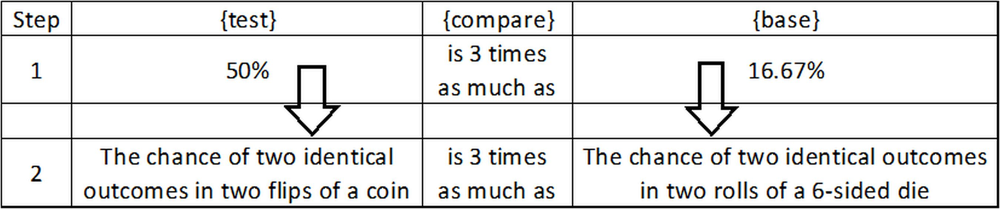 Step {test} {compare} {base}
1 50% is 3 times as much as 16.67%
2 The chance of two identical outcomes in two flips of a coin is 3 times as much as The chance of two identical outcomes in two rolls of a 6-sided die